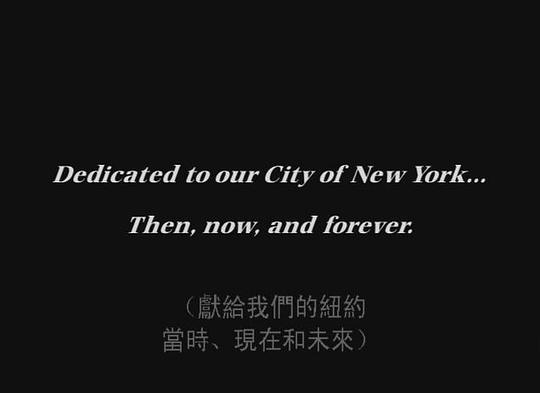 Dedicated to our City of New York...
Then, now, and forever.
（獻給我們的紐約
當時、現在和未來）